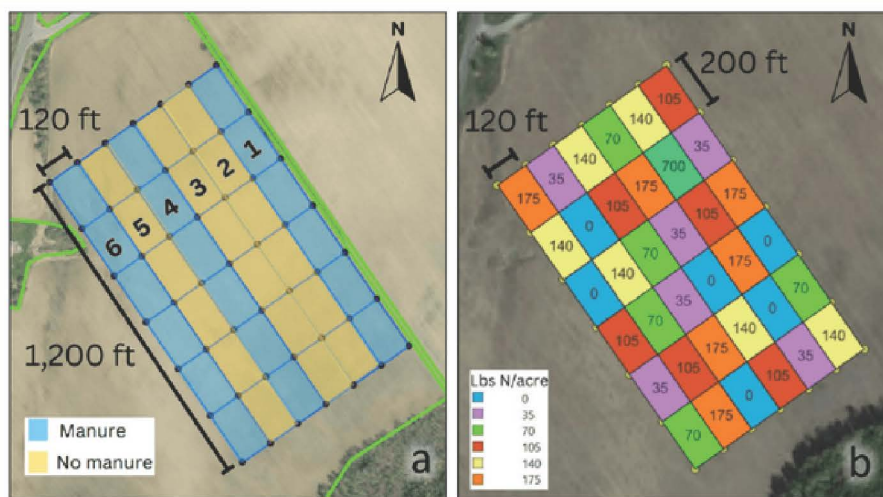 N
120 ft
1,200 ft
6 5 4 3 2 1
Manure
No manure
a
N
200 ft
120 ft
175 35 140 70 140 105
140 0 105 175 700 35
0 140 70 35 105 175
105 70 35 0 175 0
35 105 175 140 0 70
70 175 0 105 35 140
Lbs N/acre
0
35
70
105
140
175
b